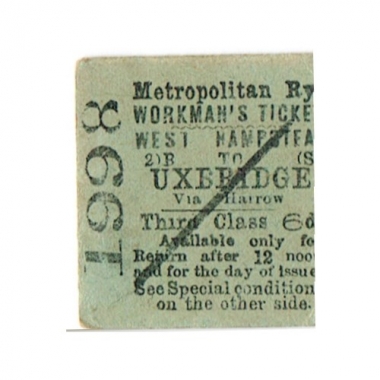 1998
Metropolitan Ry
WORKMAN'S TICKE
WEST HAMPSTEA
2)B TO (S
UXBRIDGE
Via Harrow
Third Class 6d
Available only fo
Return after 12 noo
and for the day of issue
See Special condition
on the other side.